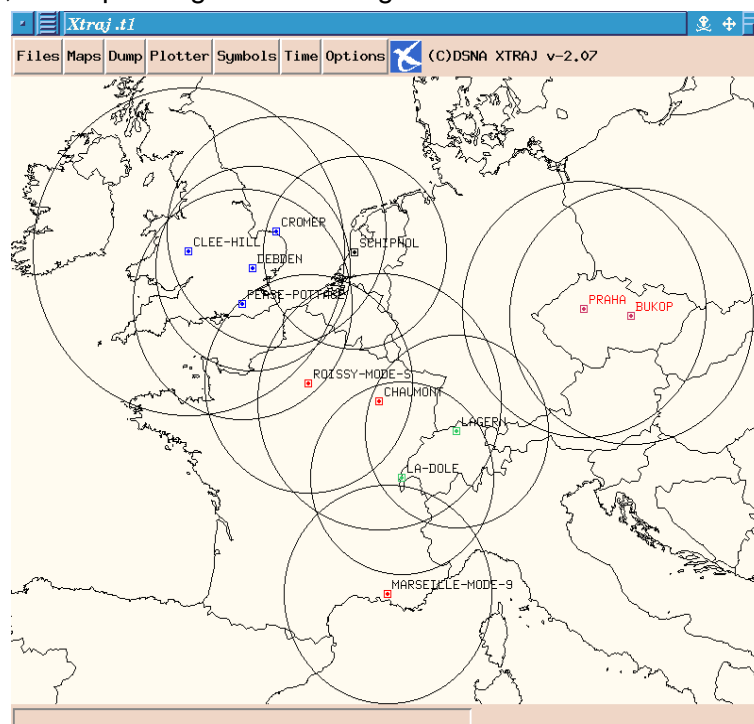 Xtraj.t1
Files Maps Dump Plotter Symbols Time Options (C)DSNA XTRAJ v-2.07
CROMER
CLEE-HILL
SCHIPHOL
DEBDEN
PEASE-POTTAGE
PRAHA
BUKOP
ROISSY-MODE-S
CHAUMONT
LAGERN
LA-DOLE
MARSEILLE-MODE-9